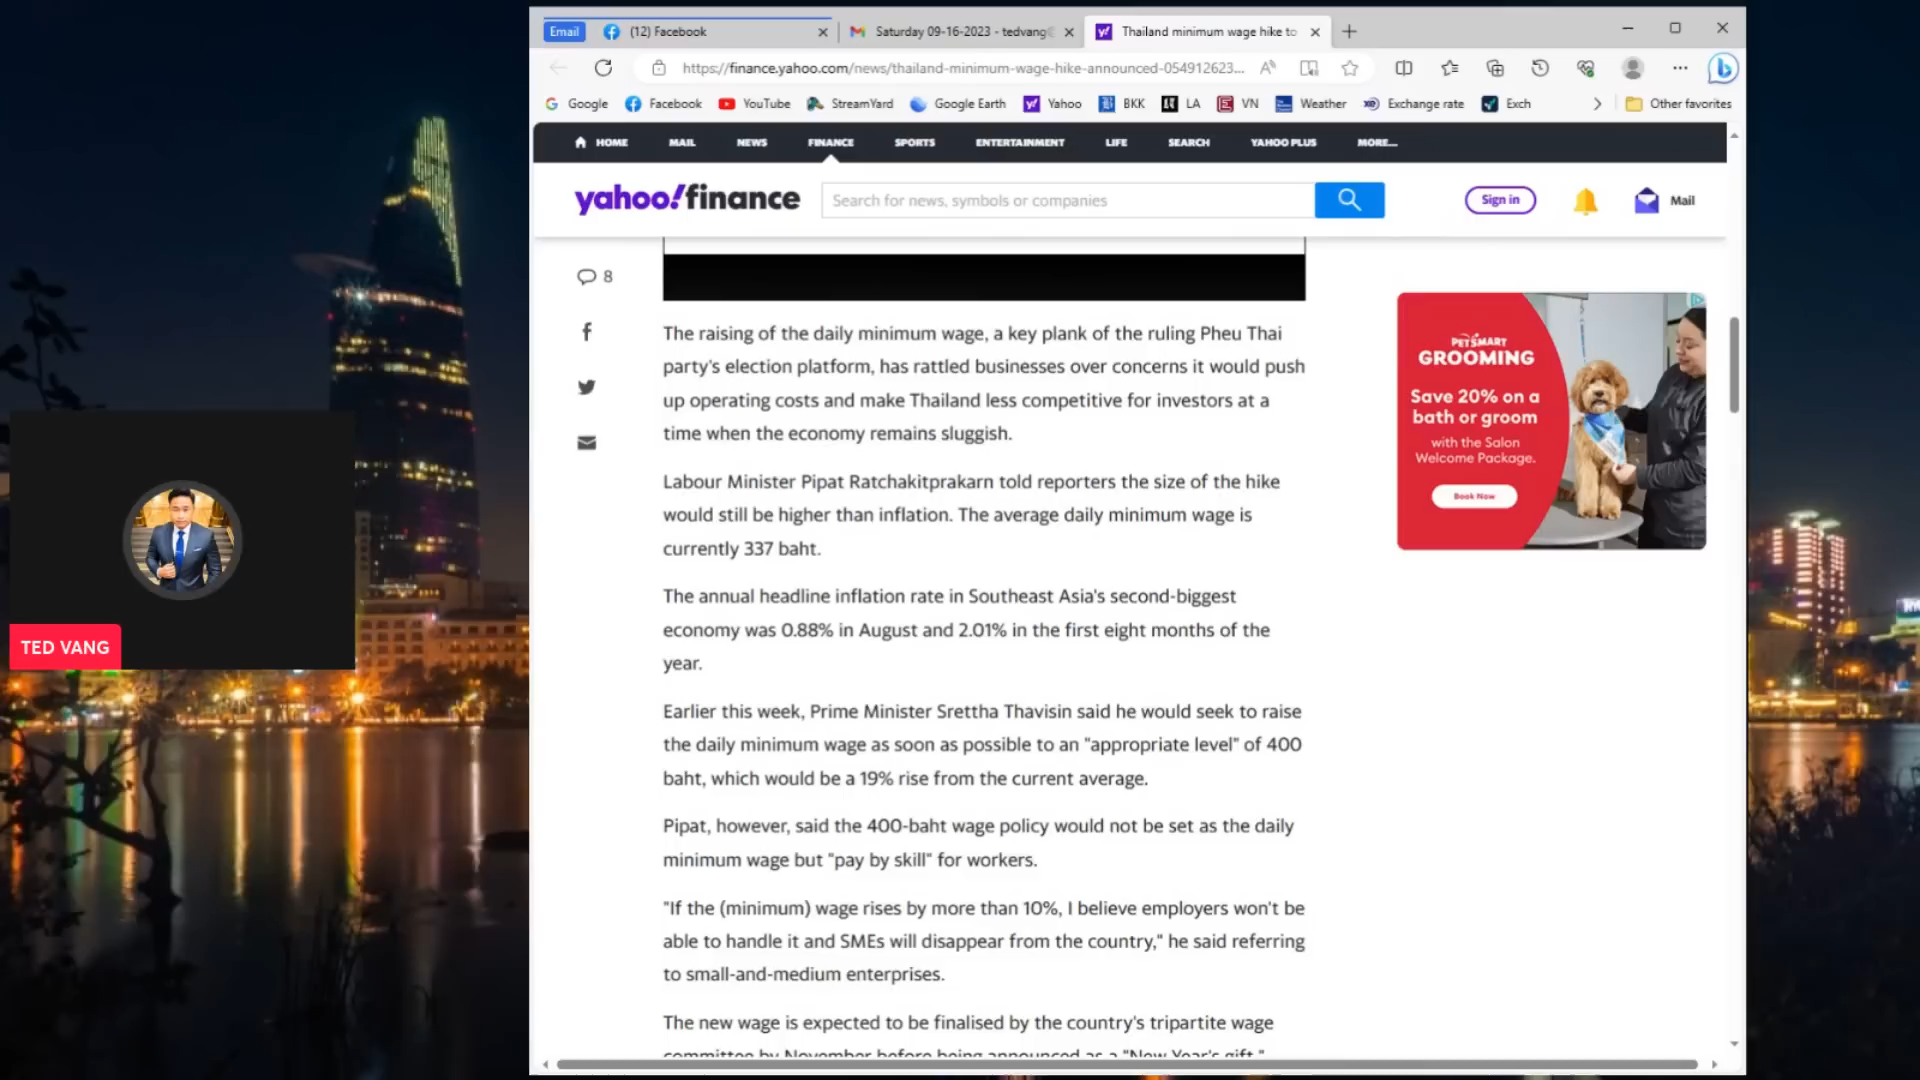 Email
(12) Facebook
Saturday 09-16-2023 - tedvang@
Thailand minimum wage hike to
https://finance.yahoo.com/news/thailand-minimum-wage-hike-announced-054912623...
Google
Facebook
YouTube
StreamYard
Google Earth
Yahoo
BKK
LA
VN
Weather
Exchange rate
Exch
Other favorites
HOME
MAIL
NEWS
FINANCE
SPORTS
ENTERTAINMENT
LIFE
SEARCH
YAHOO PLUS
MORE...
yahoo!finance
Search for news, symbols or companies
Sign in
Mail
8
The raising of the daily minimum wage, a key plank of the ruling Pheu Thai
party's election platform, has rattled businesses over concerns it would push
up operating costs and make Thailand less competitive for investors at a
time when the economy remains sluggish.
Labour Minister Pipat Ratchakitprakarn told reporters the size of the hike
would still be higher than inflation. The average daily minimum wage is
currently 337 baht.
The annual headline inflation rate in Southeast Asia's second-biggest
economy was 0.88% in August and 2.01% in the first eight months of the
year.
Earlier this week, Prime Minister Srettha Thavisin said he would seek to raise
the daily minimum wage as soon as possible to an "appropriate level" of 400
baht, which would be a 19% rise from the current average.
Pipat, however, said the 400-baht wage policy would not be set as the daily
minimum wage but "pay by skill" for workers.
"If the (minimum) wage rises by more than 10%, I believe employers won't be
able to handle it and SMEs will disappear from the country," he said referring
to small-and-medium enterprises.
The new wage is expected to be finalised by the country's tripartite wage
committee by November before being announced as a "New Year's gift."
PETSMART
GROOMING
Save 20% on a
bath or groom
with the Salon
Welcome Package.
Book Now
TED VANG